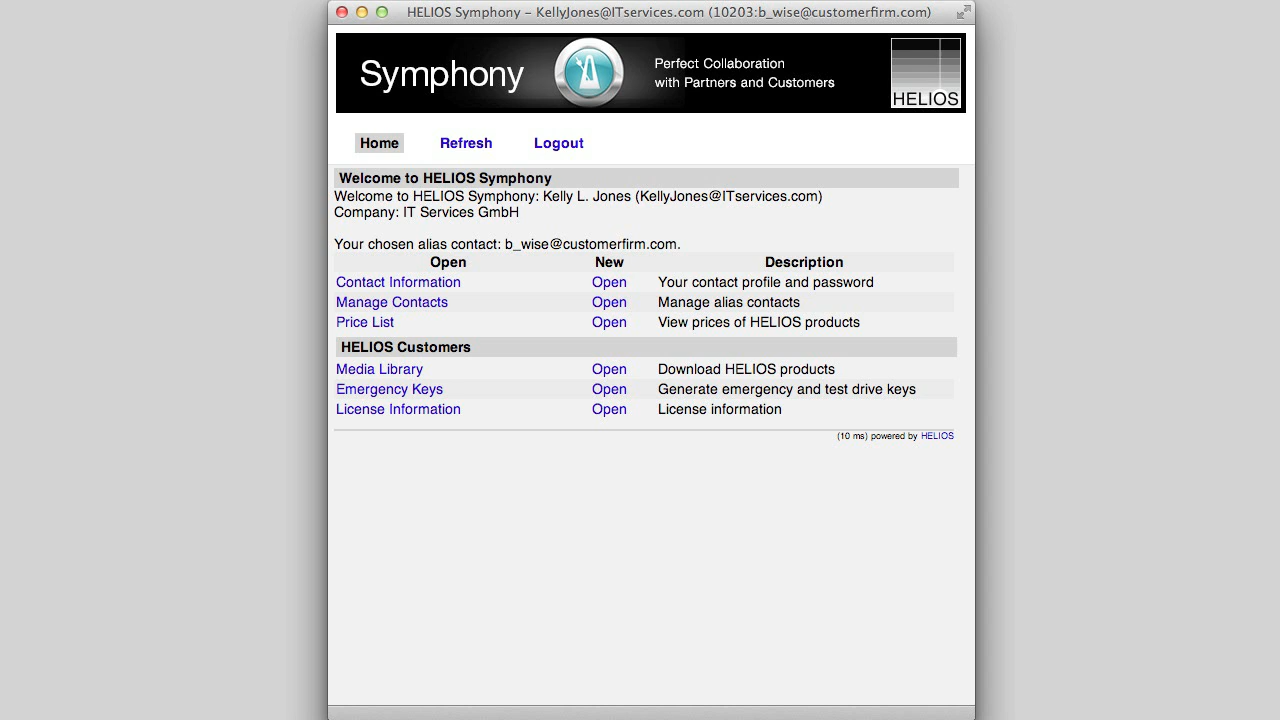 HELIOS Symphony – KellyJones@ITservices.com (10203:b_wise@customerfirm.com)
Symphony
Perfect Collaboration
with Partners and Customers
HELIOS
Home Refresh Logout
Welcome to HELIOS Symphony
Welcome to HELIOS Symphony: Kelly L. Jones (KellyJones@ITservices.com)
Company: IT Services GmbH
Your chosen alias contact: b_wise@customerfirm.com.
Open New Description
Contact Information Open Your contact profile and password
Manage Contacts Open Manage alias contacts
Price List Open View prices of HELIOS products
HELIOS Customers
Media Library Open Download HELIOS products
Emergency Keys Open Generate emergency and test drive keys
License Information Open License information
(10 ms) powered by HELIOS